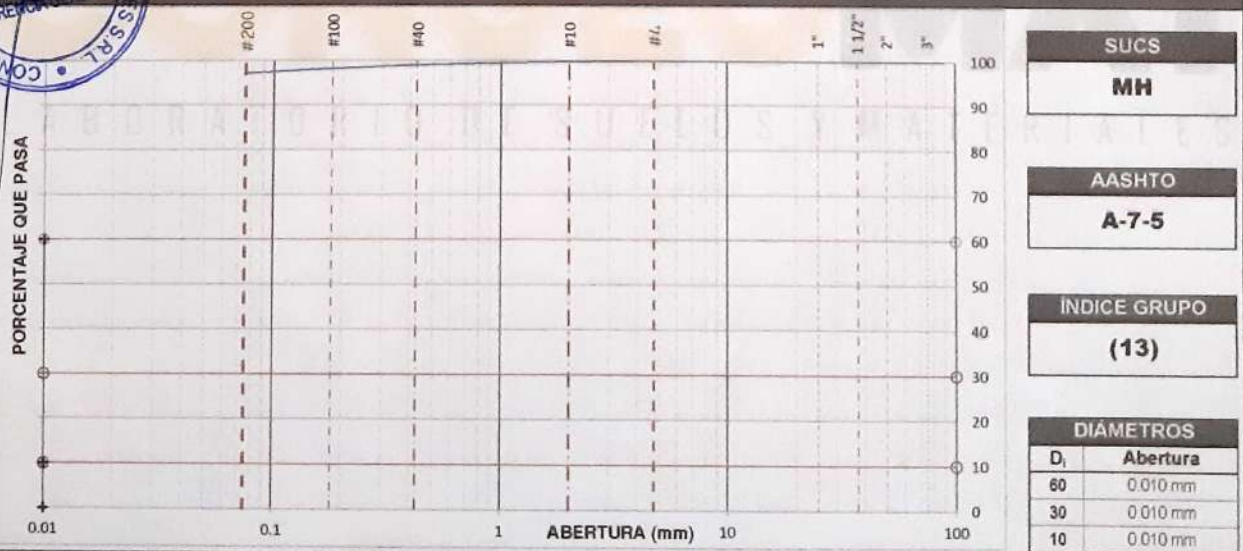 S.R.L.
CON
#200
#100
#40
#10
#4
1"
1 1/2"
2"
3"
PORCENTAJE QUE PASA
100
90
80
70
60
50
40
30
20
10
0
0.01
0.1
1
10
100
ABERTURA (mm)
SUCS
MH
AASHTO
A-7-5
ÍNDICE GRUPO
(13)
DIÁMETROS
Di Abertura
60 0.010 mm
30 0.010 mm
10 0.010 mm